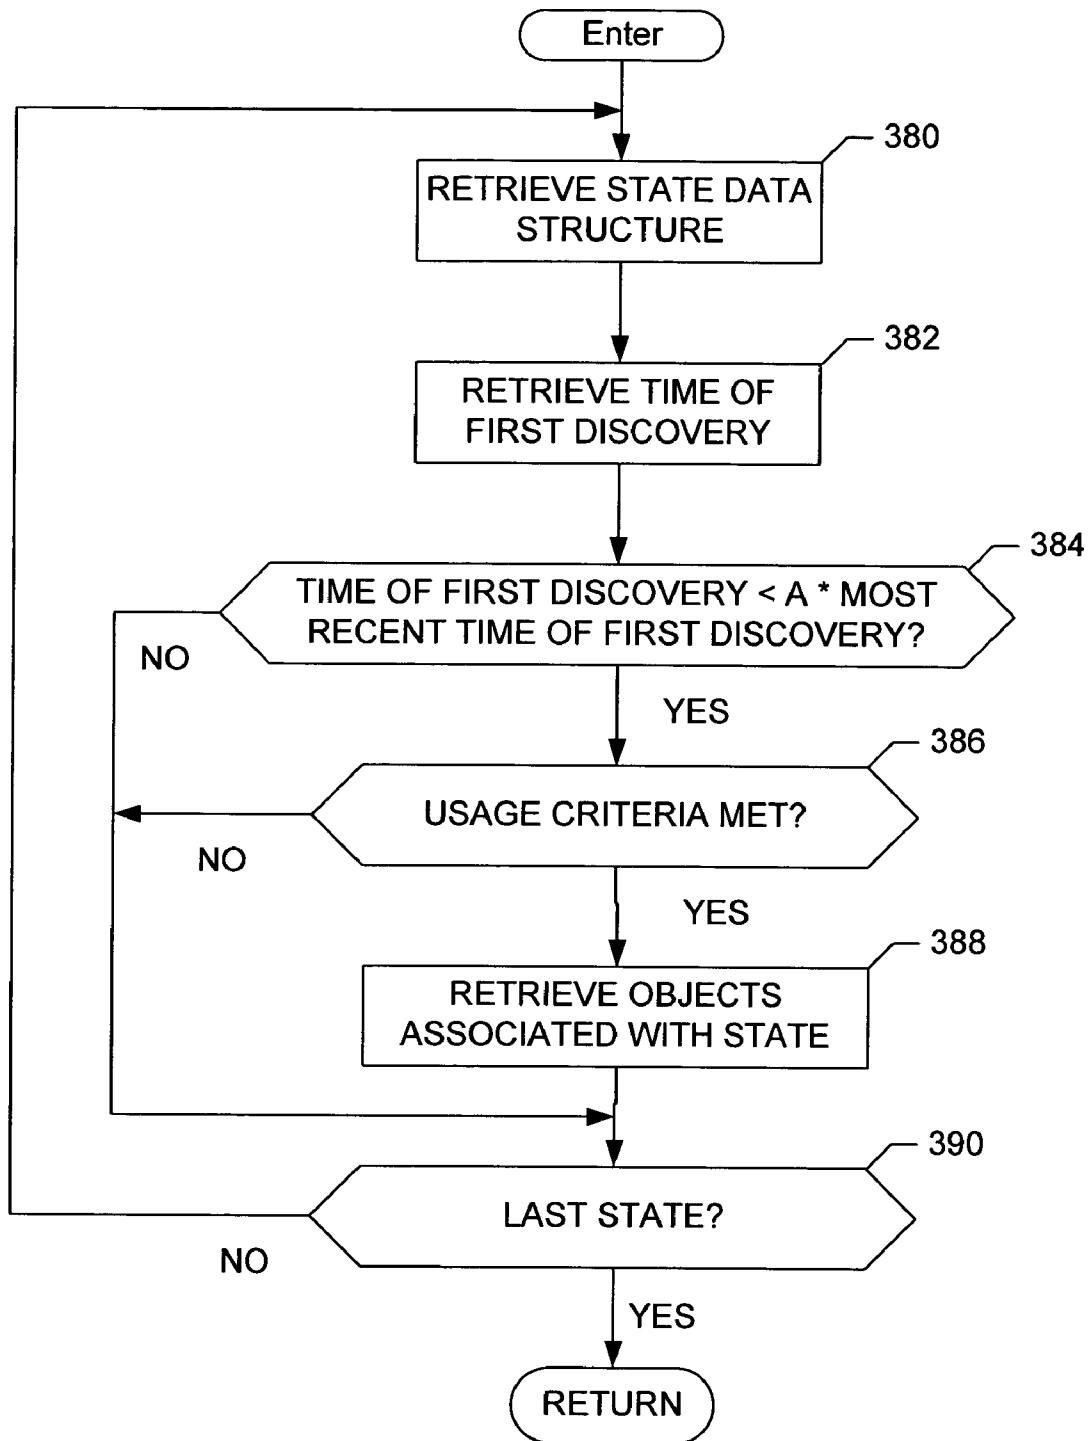 Enter
380
RETRIEVE STATE DATA
STRUCTURE
382
RETRIEVE TIME OF
FIRST DISCOVERY
384
TIME OF FIRST DISCOVERY < A * MOST
RECENT TIME OF FIRST DISCOVERY?
NO
YES
386
USAGE CRITERIA MET?
NO
YES
388
RETRIEVE OBJECTS
ASSOCIATED WITH STATE
390
LAST STATE?
NO
YES
RETURN